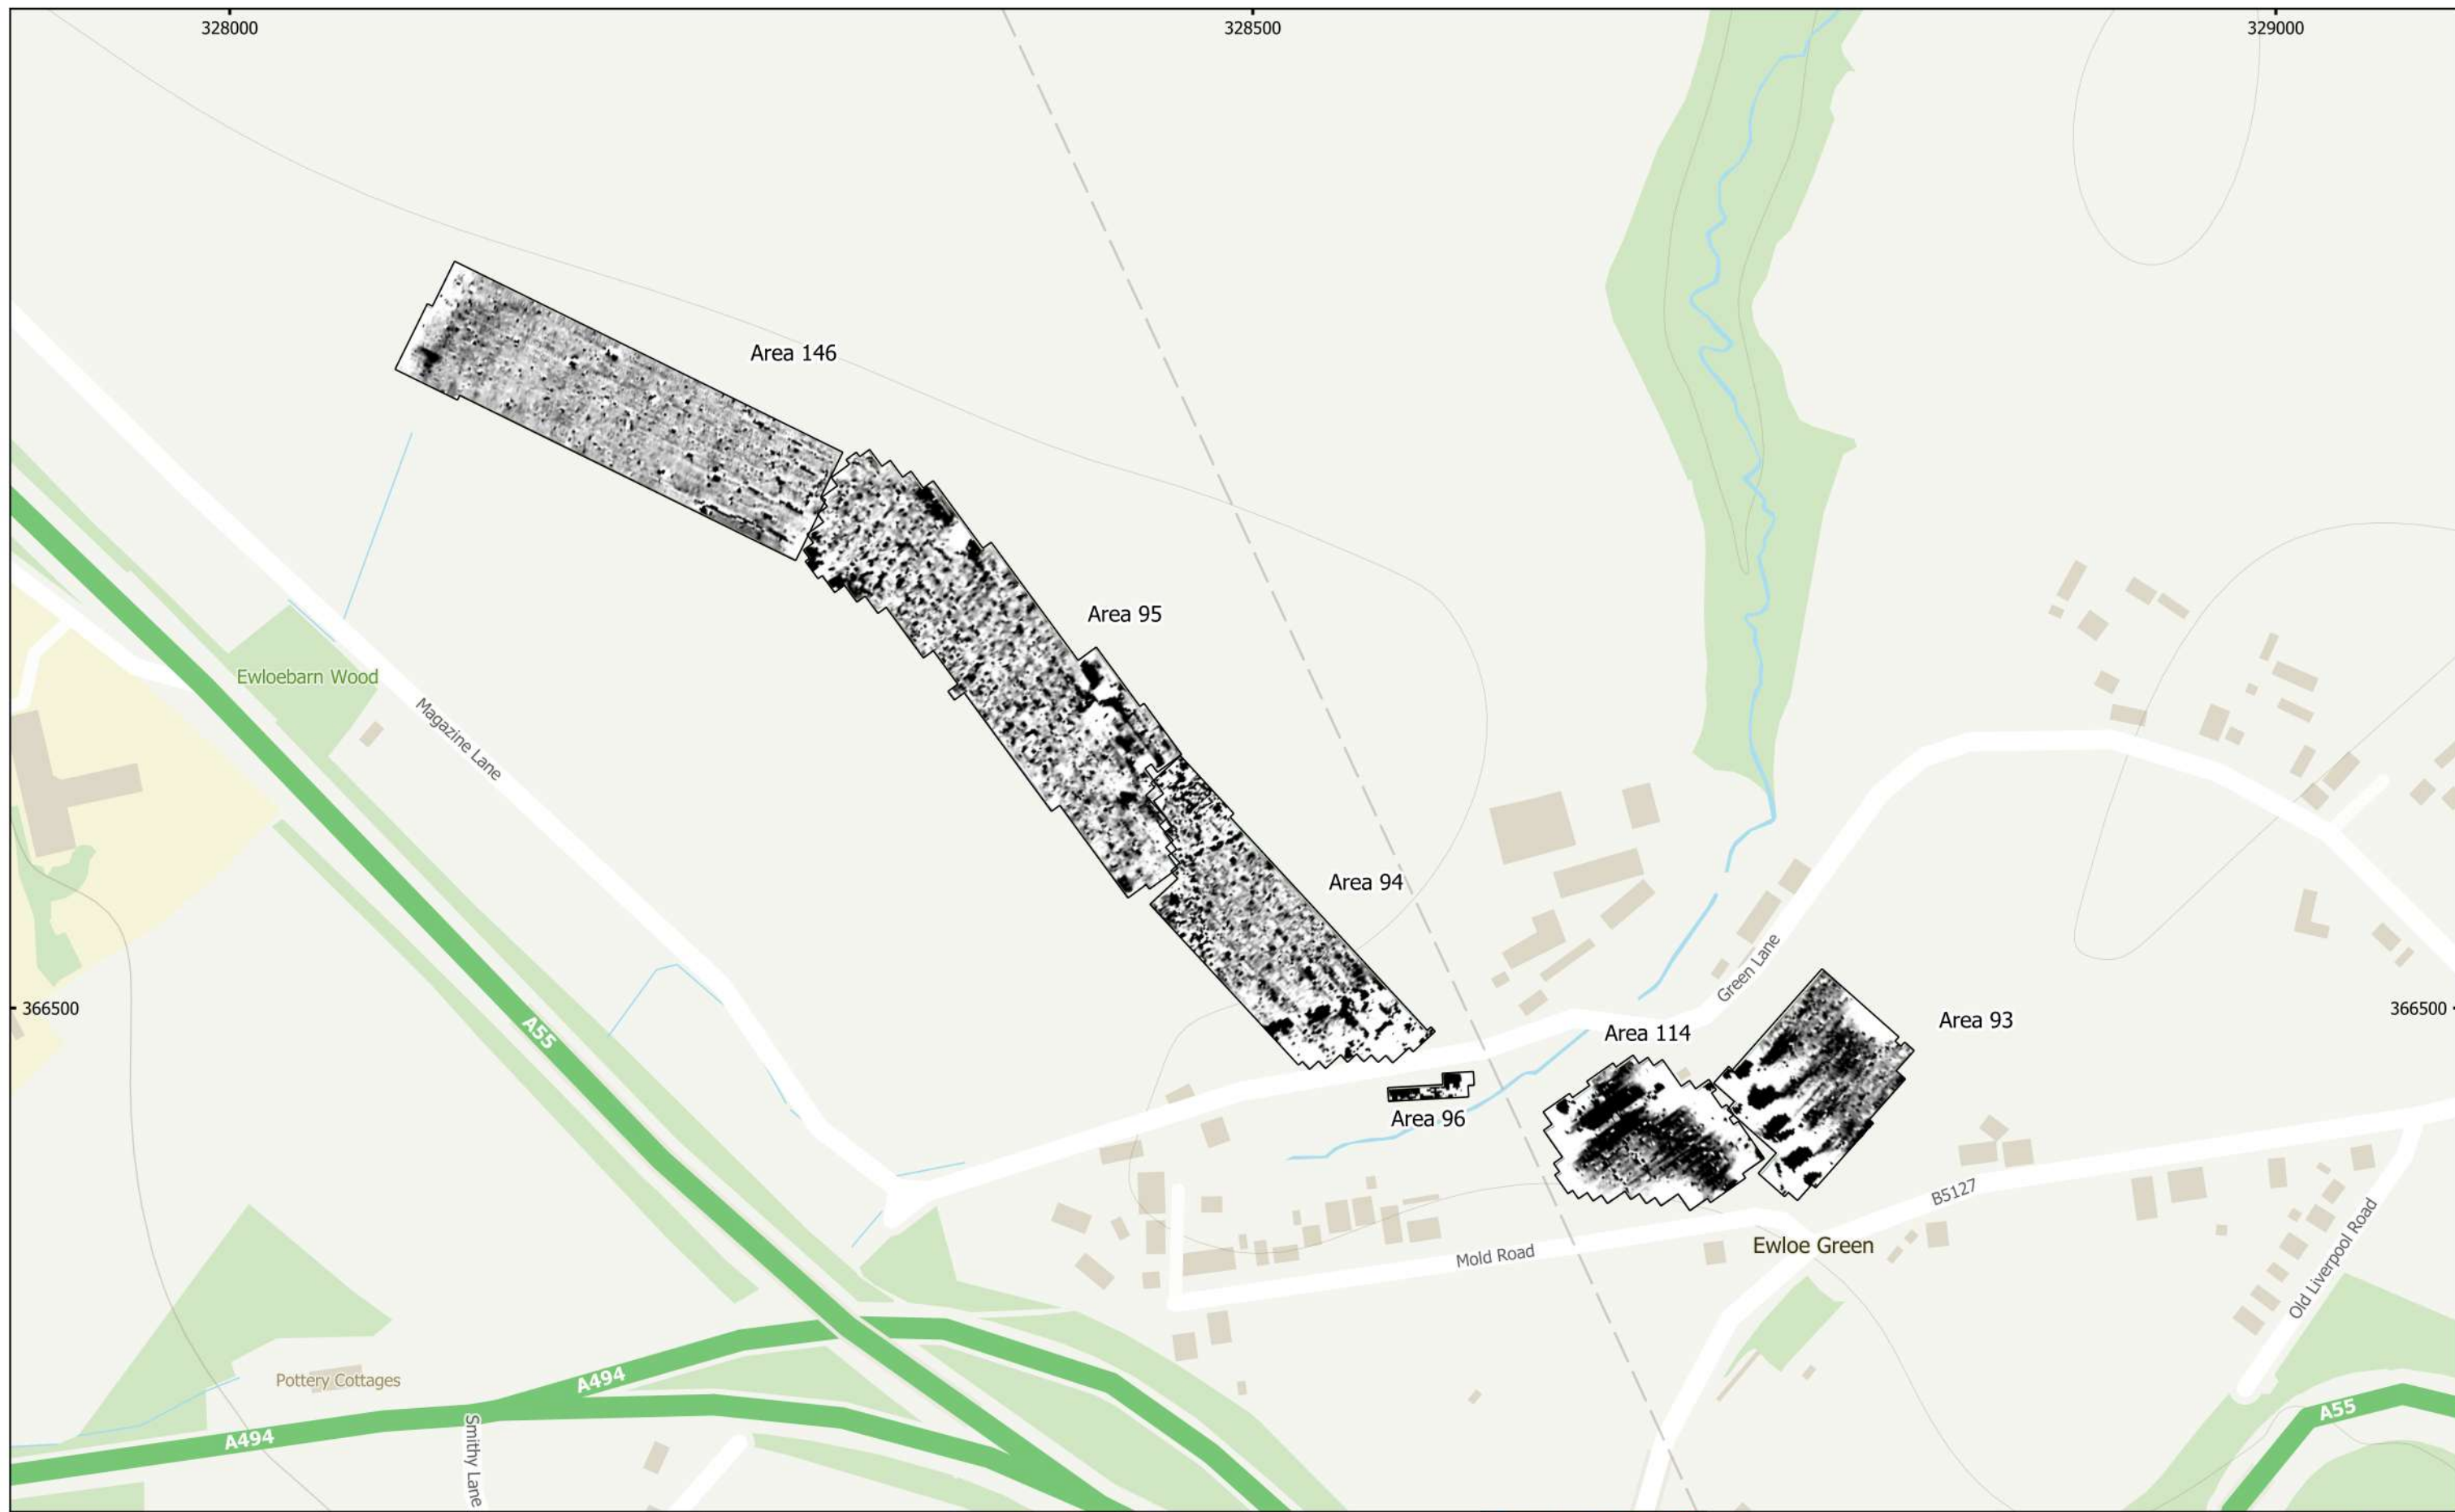 328000
328500
329000
Area 146
Area 95
Ewloebarn Wood
Magazine Lane
Area 94
Green Lane
366500
366500
A55
Area 114
Area 93
Area 96
B5127
Ewloe Green
Mold Road
Old Liverpool Road
Pottery Cottages
A494
A494
Smithy Lane
A55